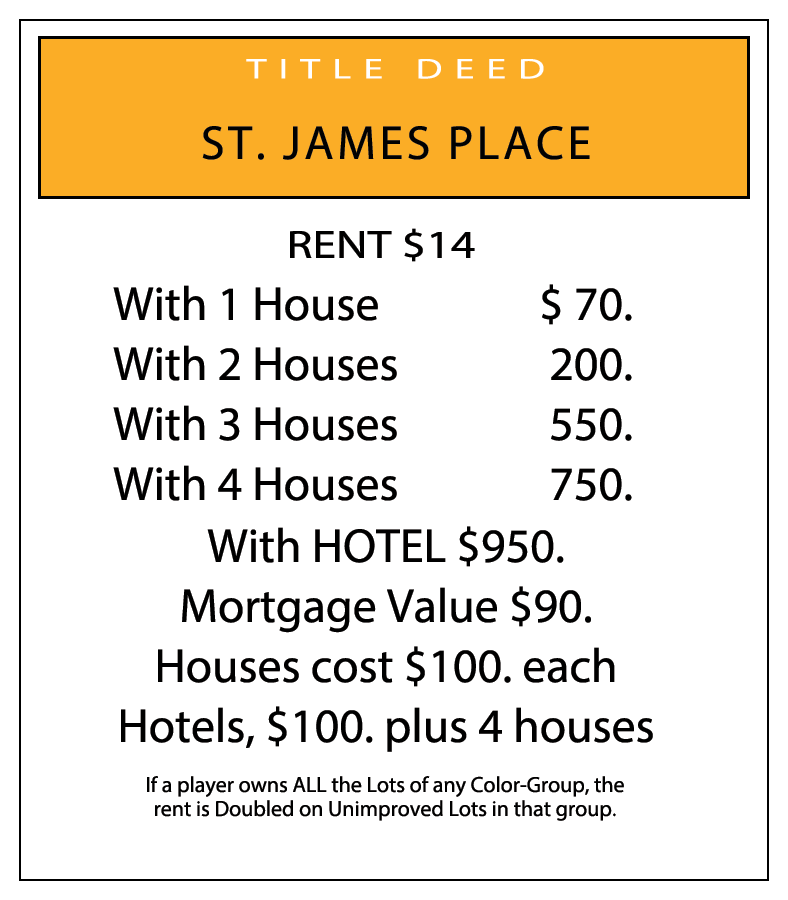 TITLE DEED
ST. JAMES PLACE
RENT $14
With 1 House $ 70.
With 2 Houses 200.
With 3 Houses 550.
With 4 Houses 750.
With HOTEL $950.
Mortgage Value $90.
Houses cost $100. each
Hotels, $100. plus 4 houses
If a player owns ALL the Lots of any Color-Group, the
rent is Doubled on Unimproved Lots in that group.